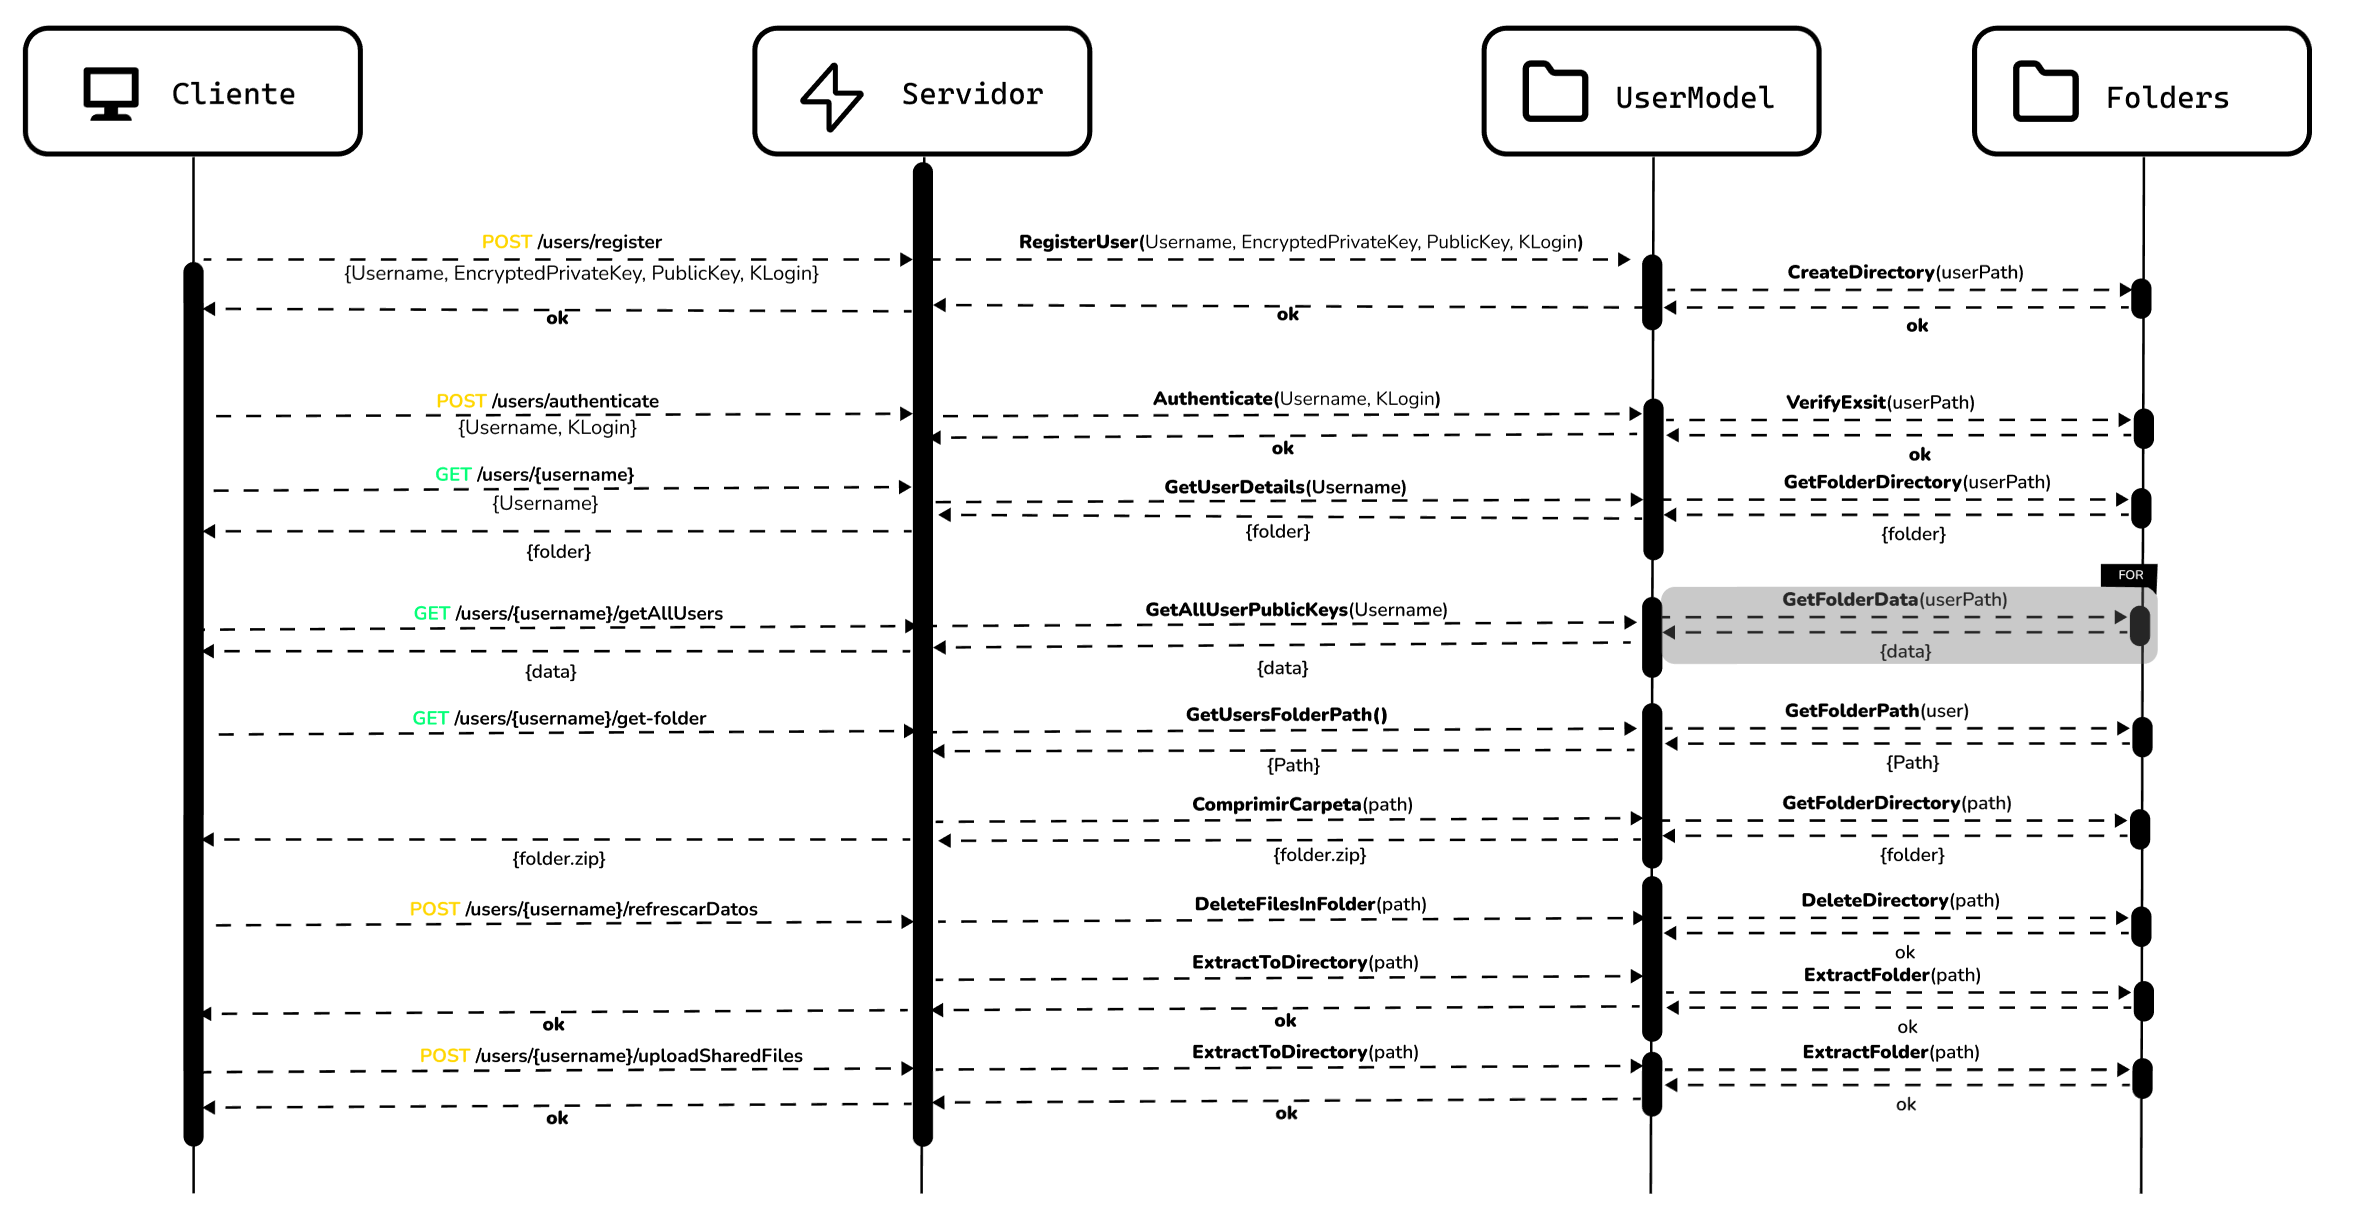 Cliente
Servidor
UserModel
Folders
POST /users/register
RegisterUser(Username, EncryptedPrivateKey, PublicKey, KLogin)
{Username, EncryptedPrivateKey, PublicKey, KLogin}
CreateDirectory(userPath)
ok
ok
ok
POST /users/authenticate
Authenticate(Username, KLogin)
VerifyExsit(userPath)
{Username, KLogin}
ok
ok
GET /users/{username}
GetUserDetails(Username)
GetFolderDirectory(userPath)
{Username}
{folder}
{folder}
{folder}
FOR
GET /users/{username}/getAllUsers
GetAllUserPublicKeys(Username)
GetFolderData(userPath)
{data}
{data}
{data}
GET /users/{username}/get-folder
GetUsersFolderPath()
GetFolderPath(user)
{Path}
{Path}
ComprimirCarpeta(path)
GetFolderDirectory(path)
{folder.zip}
{folder.zip}
{folder}
POST /users/{username}/refrescarDatos
DeleteFilesInFolder(path)
DeleteDirectory(path)
ok
ExtractToDirectory(path)
ExtractFolder(path)
ok
ok
ok
POST /users/{username}/uploadSharedFiles
ExtractToDirectory(path)
ExtractFolder(path)
ok
ok
ok